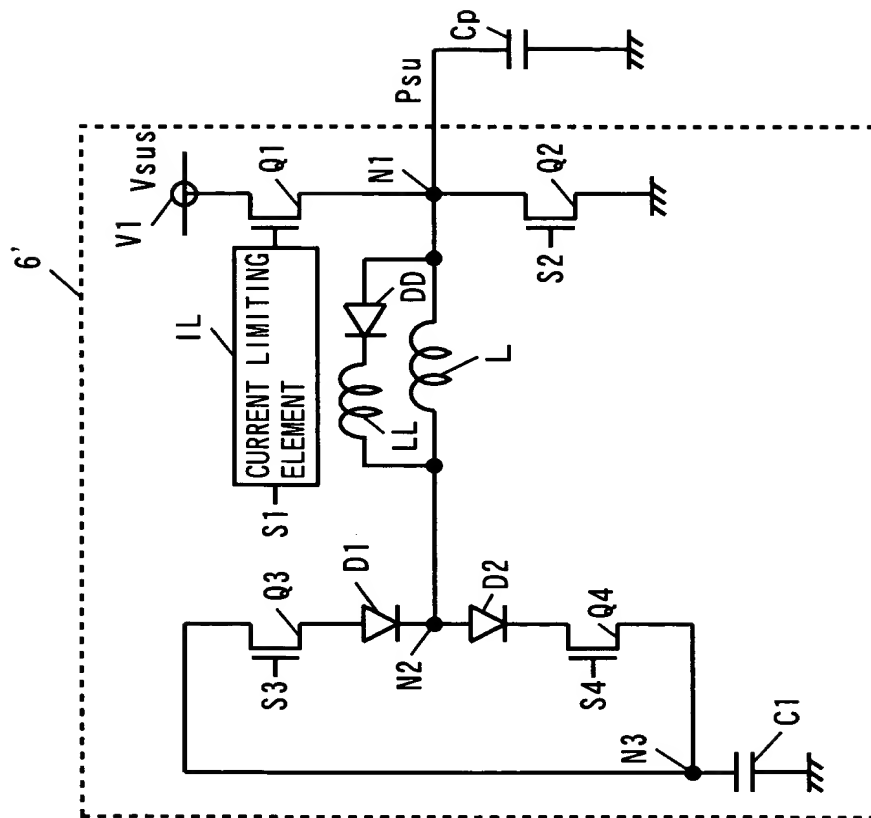 6'
V1
Vsus
Q1
IL
CURRENT LIMITING
ELEMENT
S1
Psu
Cp
N1
DD
LL
L
Q2
S2
Q3
S3
D1
N2
D2
Q4
S4
N3
C1